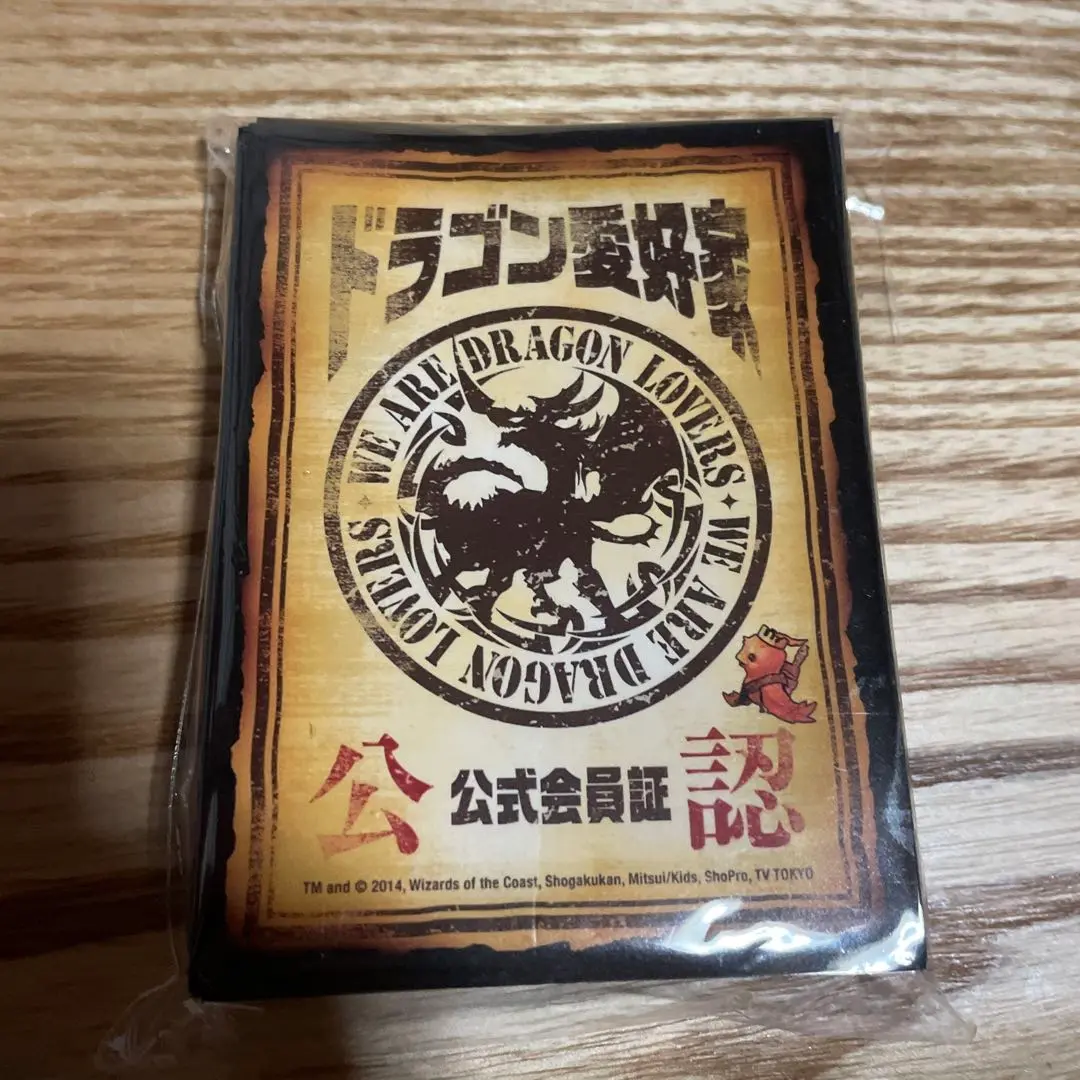 ドラゴン愛好家
WE ARE DRAGON LOVERS ✦ WE ARE DRAGON LOVERS ✦
公認
公式会員証
TM and © 2014, Wizards of the Coast, Shogakukan, Mitsui/Kids, ShoPro, TV TOKYO